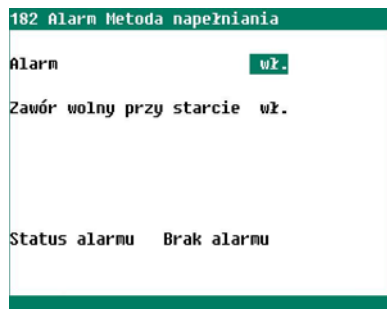 182 Alarm Metoda napełniania
Alarm wł.
Zawór wolny przy starcie wł.
Status alarmu Brak alarmu